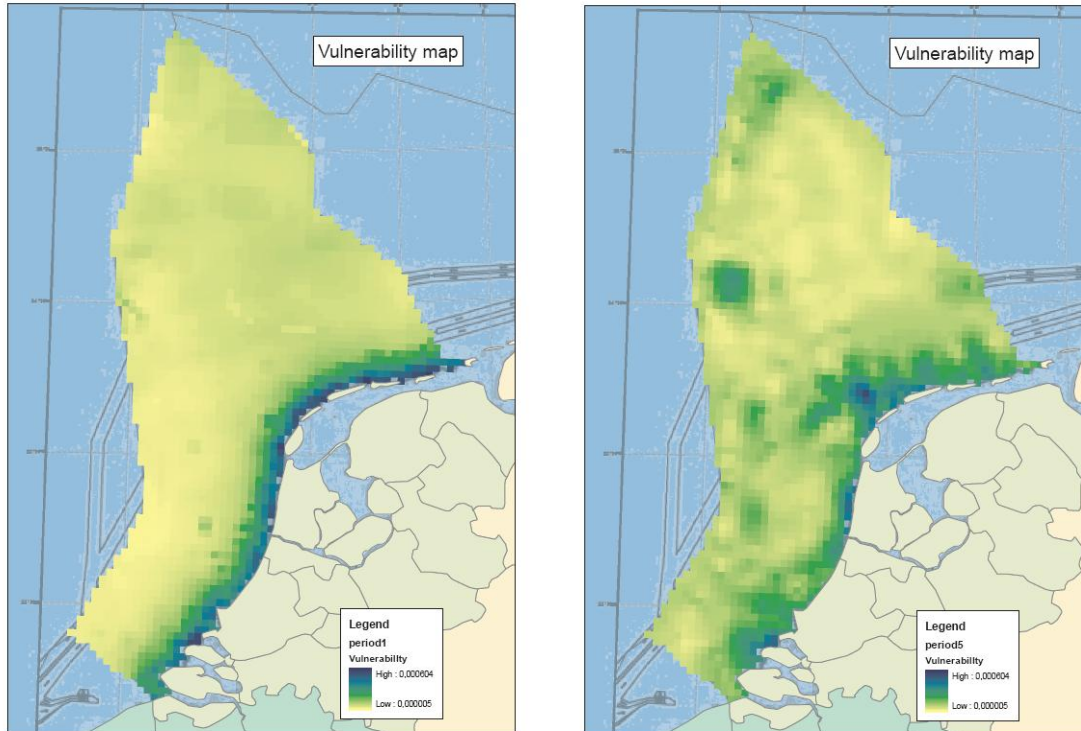 Vulnerability map
Legend
period1
Vulnerability
High : 0,000604
Low : 0,000005
Vulnerability map
Legend
period5
Vulnerability
High : 0,000604
Low : 0,000005